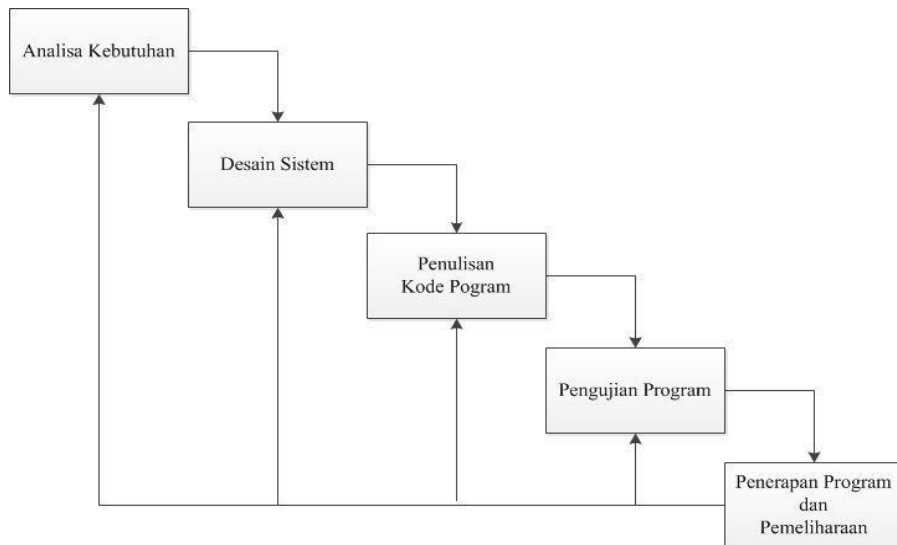 Analisa Kebutuhan
Desain Sistem
Penulisan
Kode Pogram
Pengujian Program
Penerapan Program
dan
Pemeliharaan